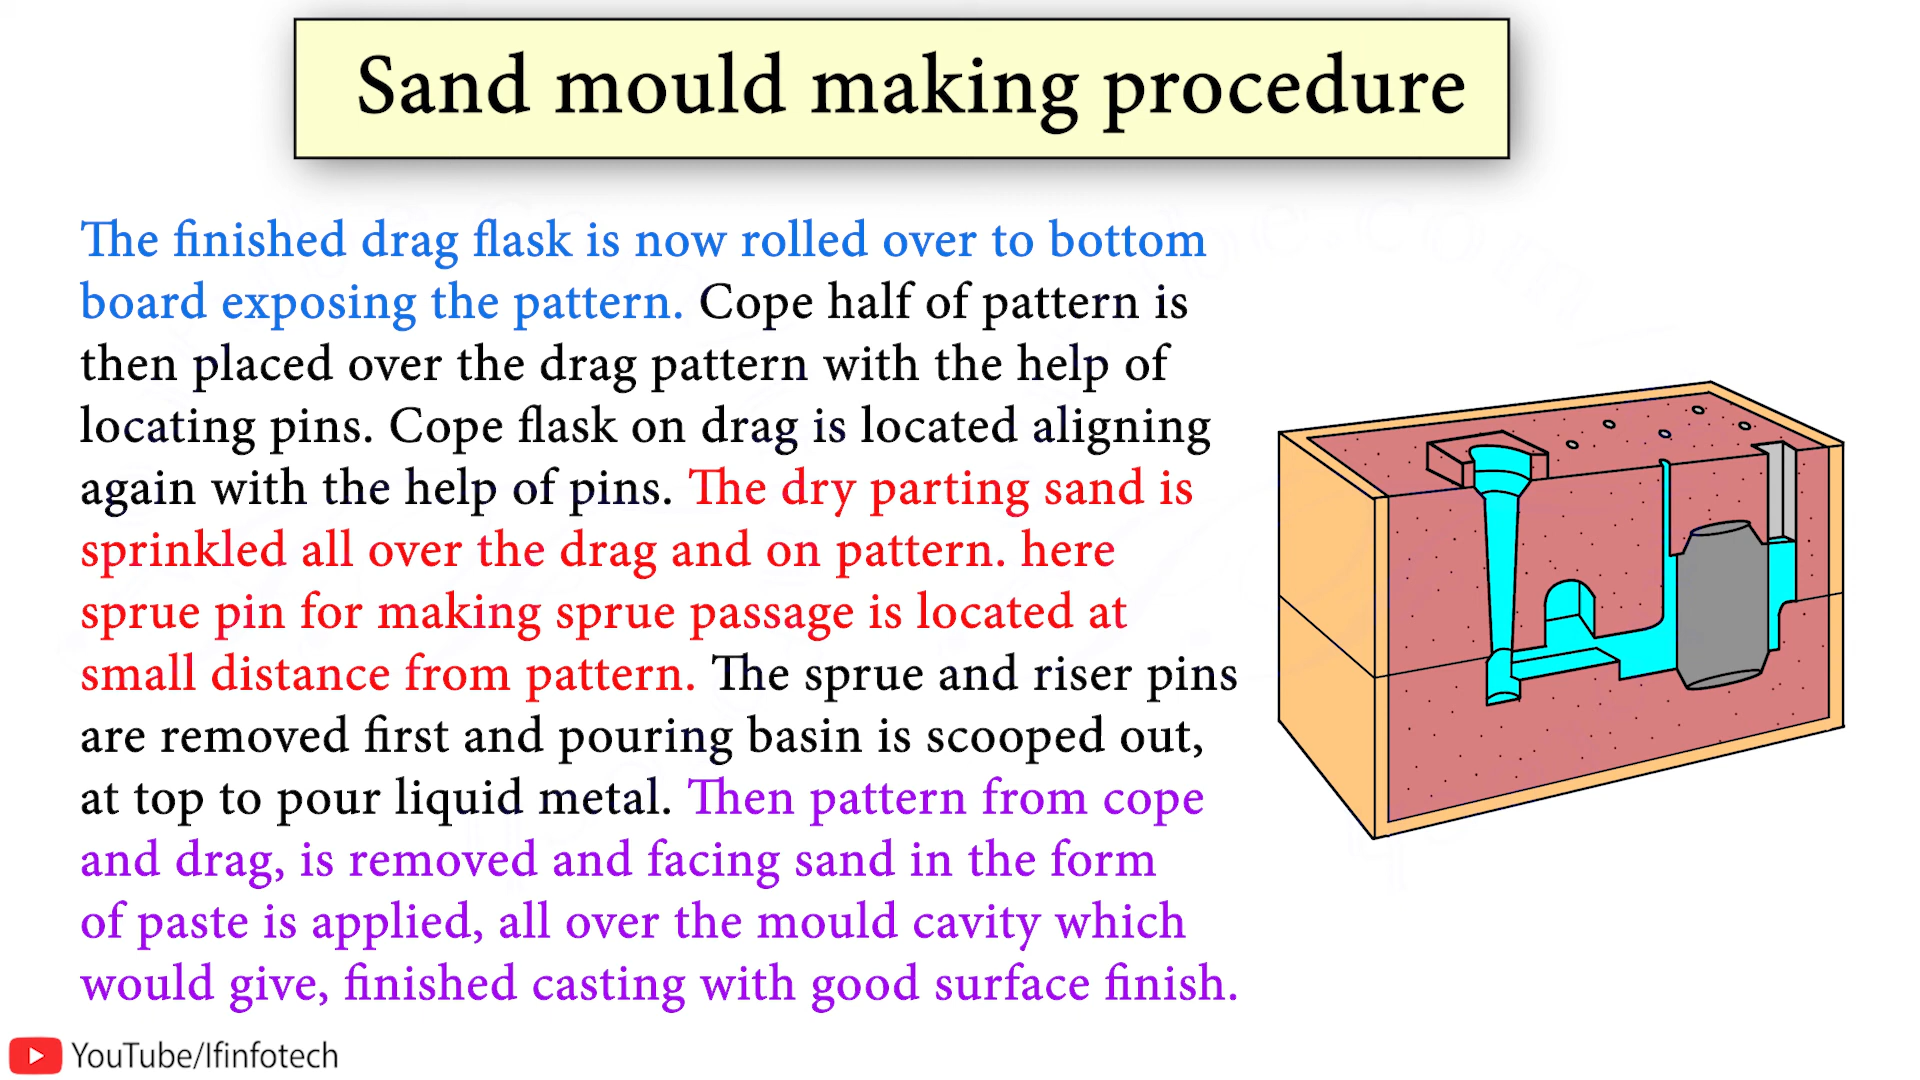 Sand mould making procedure
The finished drag flask is now rolled over to bottom
board exposing the pattern. Cope half of pattern is
then placed over the drag pattern with the help of
locating pins. Cope flask on drag is located aligning
again with the help of pins. The dry parting sand is
sprinkled all over the drag and on pattern. here
sprue pin for making sprue passage is located at
small distance from pattern. The sprue and riser pins
are removed first and pouring basin is scooped out,
at top to pour liquid metal. Then pattern from cope
and drag, is removed and facing sand in the form
of paste is applied, all over the mould cavity which
would give, finished casting with good surface finish.
YouTube/lfinfotech